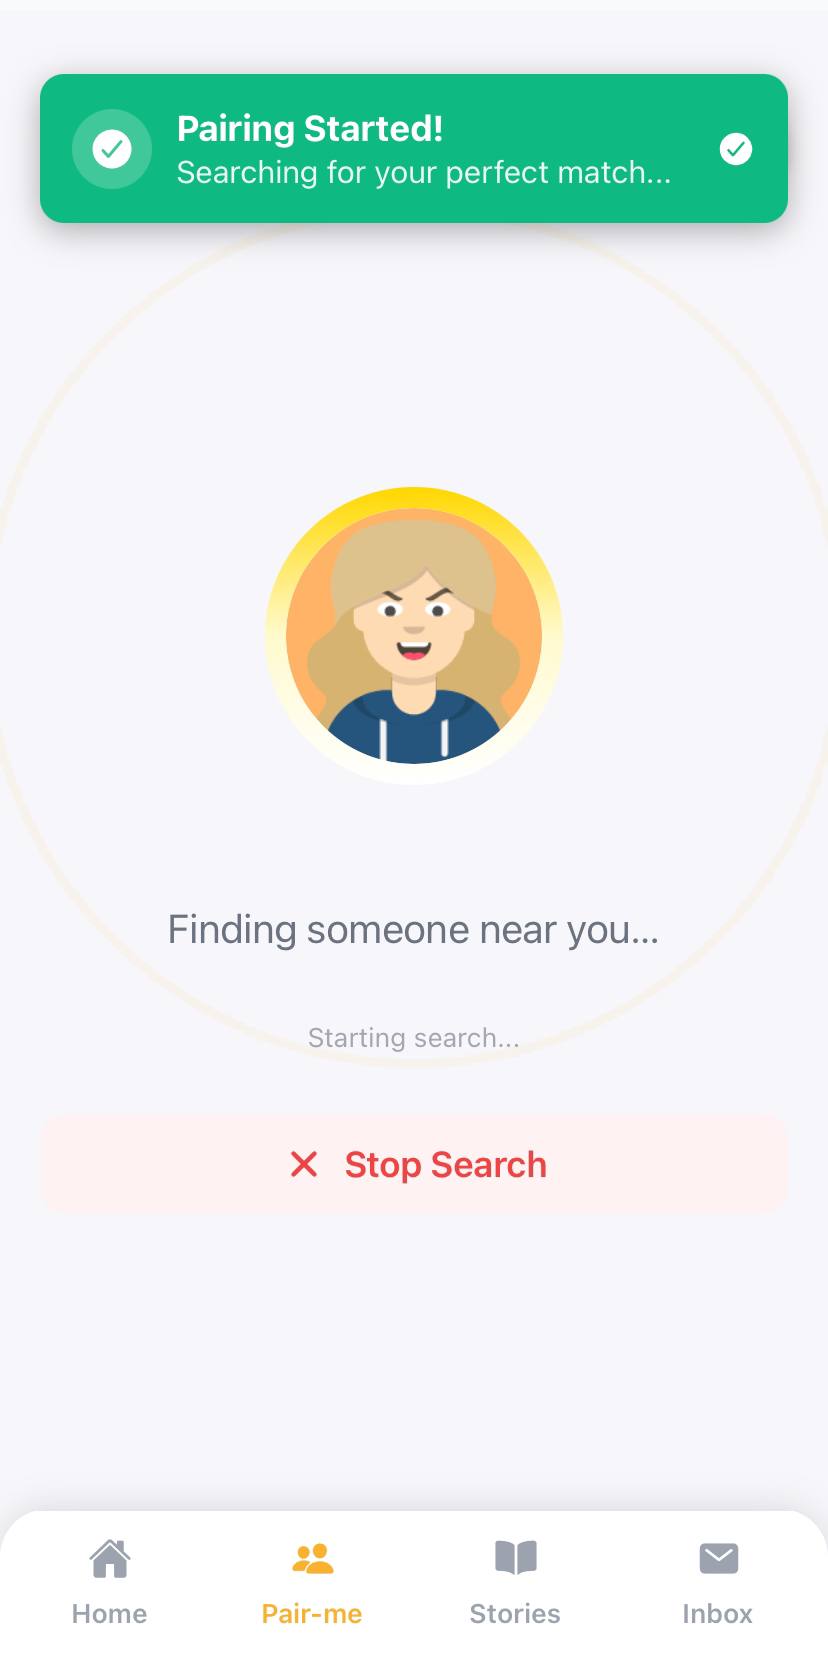 Pairing Started!
Searching for your perfect match...
Finding someone near you...
Starting search...
Stop Search
Home
Pair-me
Stories
Inbox